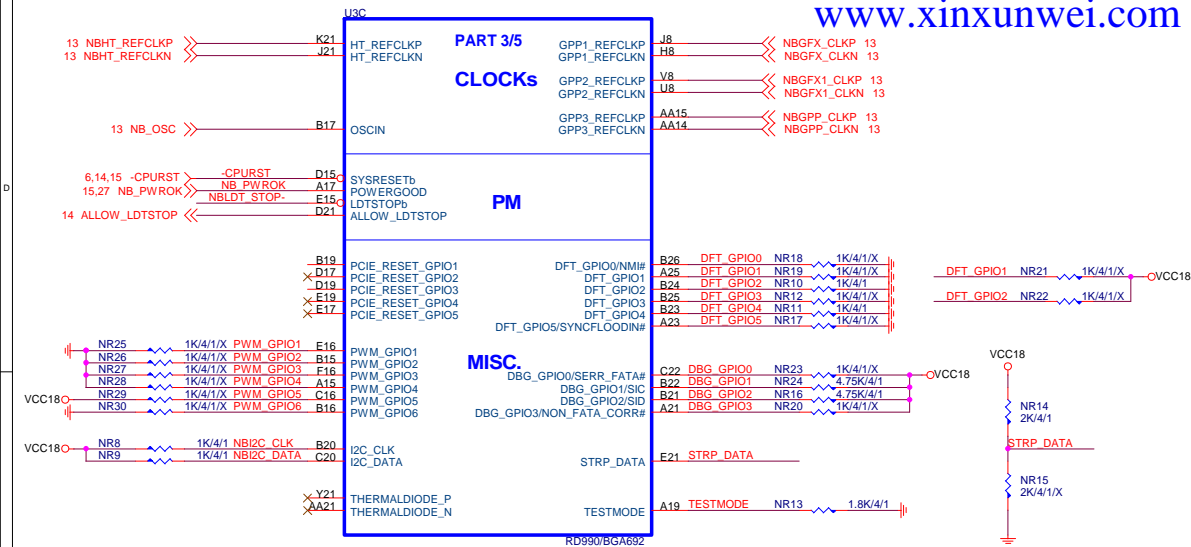 www.xinxunwei.com
U3C
PART 3/5
CLOCKs
13 NBHT_REFCLKP K21 HT_REFCLKP
13 NBHT_REFCLKN J21 HT_REFCLKN
GPP1_REFCLKP J8 NBGFX_CLKP 13
GPP1_REFCLKN H8 NBGFX_CLKN 13
GPP2_REFCLKP V8 NBGFX1_CLKP 13
GPP2_REFCLKN U8 NBGFX1_CLKN 13
GPP3_REFCLKP AA15 NBGPP_CLKP 13
GPP3_REFCLKN AA14 NBGPP_CLKN 13
13 NB_OSC B17 OSCIN
D
PM
6,14,15 -CPURST -CPURST D15 SYSRESETb
15,27 NB_PWROK NB_PWROK A17 POWERGOOD
NBLDT_STOP- E15 LDTSTOPb
14 ALLOW_LDTSTOP D21 ALLOW_LDTSTOP
MISC.
B19 PCIE_RESET_GPIO1
D17 PCIE_RESET_GPIO2
D19 PCIE_RESET_GPIO3
E19 PCIE_RESET_GPIO4
E17 PCIE_RESET_GPIO5
DFT_GPIO0/NMI# B26 DFT_GPIO0 NR18 1K/4/1/X
DFT_GPIO1 A25 DFT_GPIO1 NR19 1K/4/1/X
DFT_GPIO2 B24 DFT_GPIO2 NR10 1K/4/1
DFT_GPIO3 B25 DFT_GPIO3 NR12 1K/4/1/X
DFT_GPIO4 B23 DFT_GPIO4 NR11 1K/4/1
DFT_GPIO5/SYNCFLOODIN# A23 DFT_GPIO5 NR17 1K/4/1/X
DFT_GPIO1 NR21 1K/4/1/X VCC18
DFT_GPIO2 NR22 1K/4/1/X
NR25 1K/4/1/X PWM_GPIO1 E16 PWM_GPIO1
NR26 1K/4/1/X PWM_GPIO2 B15 PWM_GPIO2
NR27 1K/4/1/X PWM_GPIO3 F16 PWM_GPIO3
NR28 1K/4/1/X PWM_GPIO4 A15 PWM_GPIO4
VCC18 NR29 1K/4/1/X PWM_GPIO5 C16 PWM_GPIO5
NR30 1K/4/1/X PWM_GPIO6 B16 PWM_GPIO6
DBG_GPIO0/SERR_FATA# C22 DBG_GPIO0 NR23 1K/4/1/X VCC18
DBG_GPIO1/SIC B22 DBG_GPIO1 NR24 4.75K/4/1
DBG_GPIO2/SID B21 DBG_GPIO2 NR16 4.75K/4/1
DBG_GPIO3/NON_FATA_CORR# A21 DBG_GPIO3 NR20 1K/4/1/X
VCC18 NR8 1K/4/1 NBI2C_CLK B20 I2C_CLK
NR9 1K/4/1 NBI2C_DATA C20 I2C_DATA
STRP_DATA E21 STRP_DATA
VCC18
NR14
2K/4/1
STRP_DATA
NR15
2K/4/1/X
Y21 THERMALDIODE_P
AA21 THERMALDIODE_N
TESTMODE A19 TESTMODE NR13 1.8K/4/1
RD990/BGA692